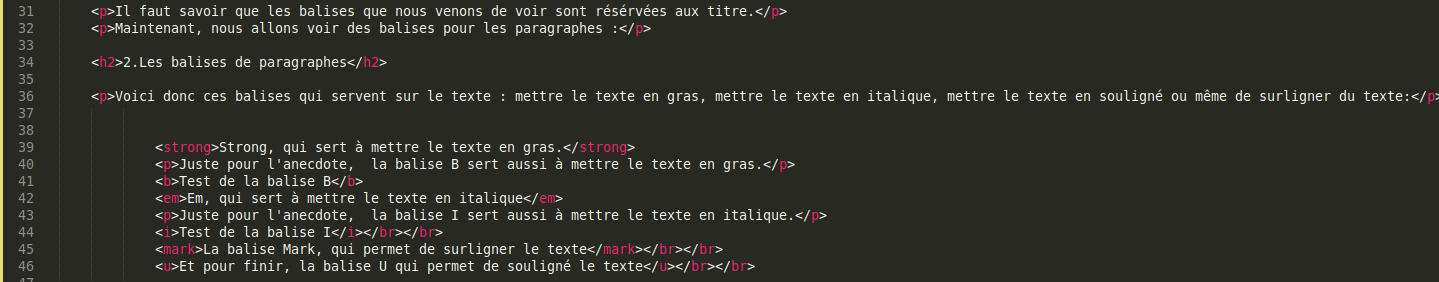 31 <p>Il faut savoir que les balises que nous venons de voir sont résérvées aux titre.</p>
32 <p>Maintenant, nous allons voir des balises pour les paragraphes :</p>
33
34 <h2>2.Les balises de paragraphes</h2>
35
36 <p>Voici donc ces balises qui servent sur le texte : mettre le texte en gras, mettre le texte en italique, mettre le texte en souligné ou même de surligner du texte:</p>
37
38
39 <strong>Strong, qui sert à mettre le texte en gras.</strong>
40 <p>Juste pour l'anecdote,  la balise B sert aussi à mettre le texte en gras.</p>
41 <b>Test de la balise B</b>
42 <em>Em, qui sert à mettre le texte en italique</em>
43 <p>Juste pour l'anecdote,  la balise I sert aussi à mettre le texte en italique.</p>
44 <i>Test de la balise I</i></br></br>
45 <mark>La balise Mark, qui permet de surligner le texte</mark></br></br>
46 <u>Et pour finir, la balise U qui permet de souligné le texte</u></br></br>